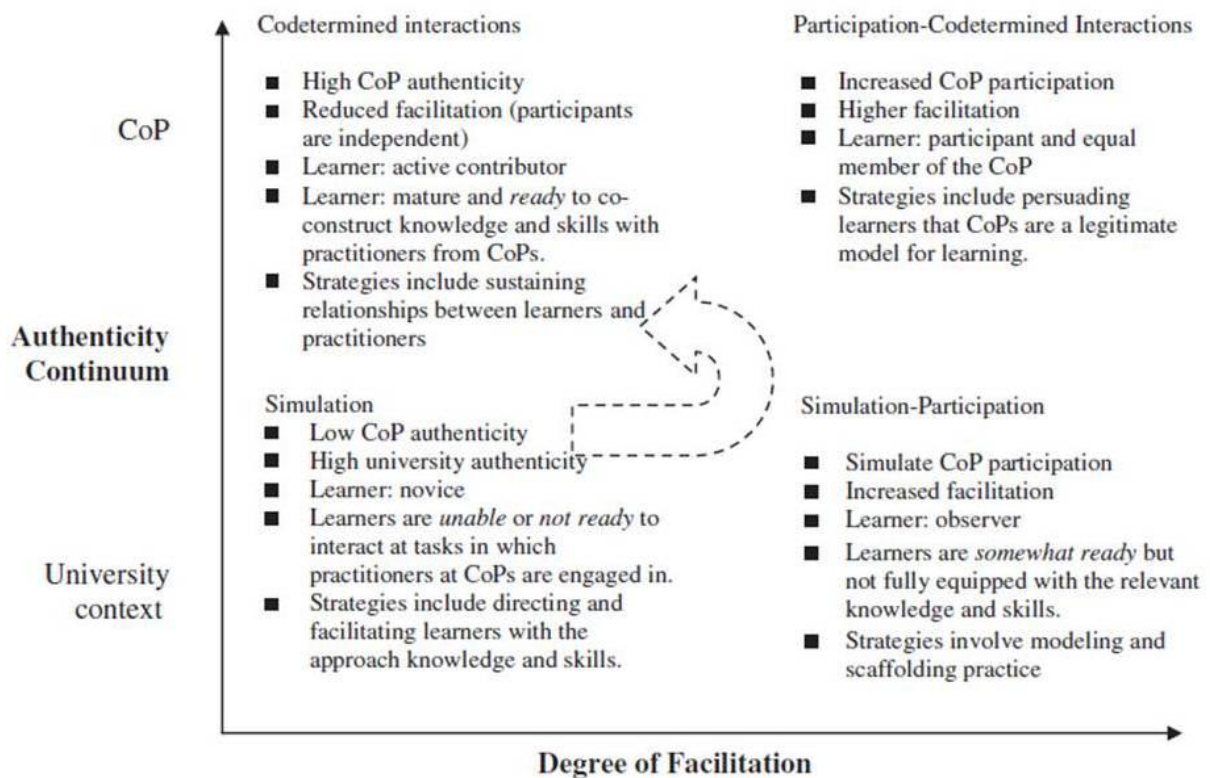 Codetermined interactions
■ High CoP authenticity
■ Reduced facilitation (participants
are independent)
■ Learner: active contributor
■ Learner: mature and ready to co-
construct knowledge and skills with
practitioners from CoPs.
■ Strategies include sustaining
relationships between learners and
practitioners
Participation-Codetermined Interactions
■ Increased CoP participation
■ Higher facilitation
■ Learner: participant and equal
member of the CoP
■ Strategies include persuading
learners that CoPs are a legitimate
model for learning.
CoP
Authenticity
Continuum
Simulation
■ Low CoP authenticity
■ High university authenticity
■ Learner: novice
■ Learners are unable or not ready to
interact at tasks in which
practitioners at CoPs are engaged in.
■ Strategies include directing and
facilitating learners with the
approach knowledge and skills.
Simulation-Participation
■ Simulate CoP participation
■ Increased facilitation
■ Learner: observer
■ Learners are somewhat ready but
not fully equipped with the relevant
knowledge and skills.
■ Strategies involve modeling and
scaffolding practice
University
context
Degree of Facilitation